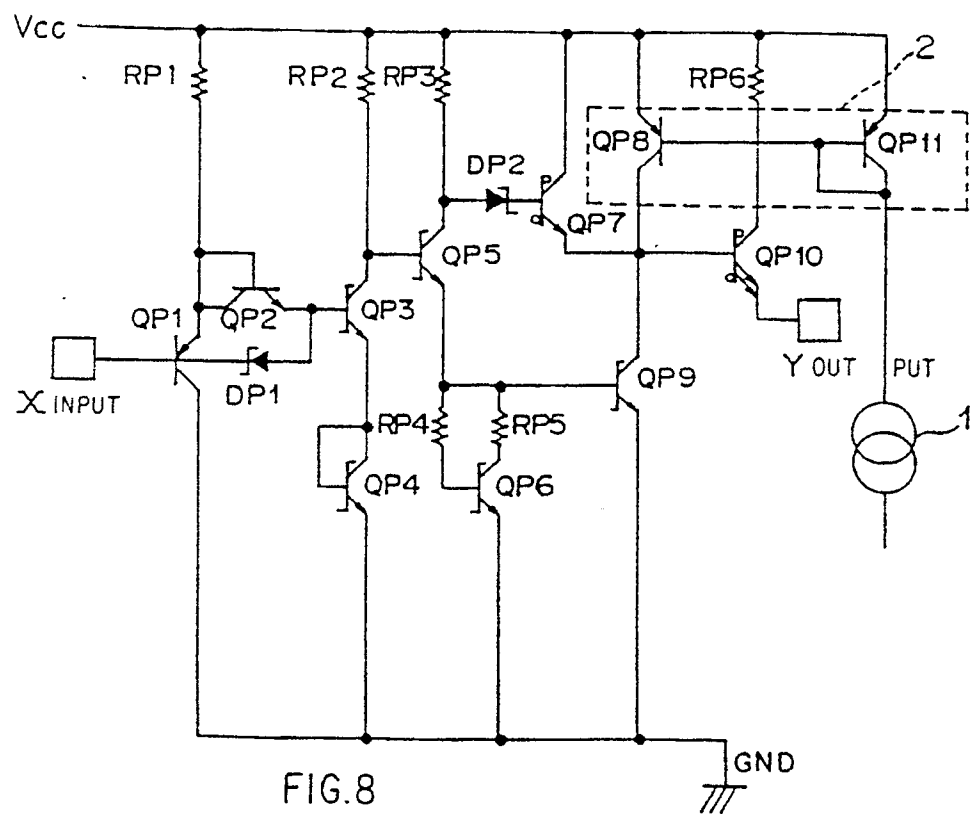 Vcc
2
RP1
RP2
RP3
RP6
QP8
QP11
DP2
QP7
QP5
QP10
QP1
QP2
QP3
DP1
X INPUT
Y OUT
PUT
QP9
1
RP4
RP5
QP4
QP6
GND
FIG.8